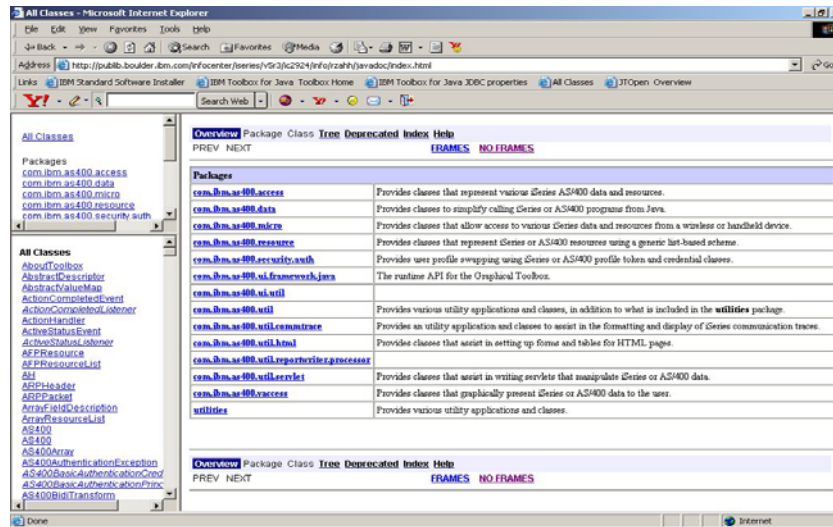 All Classes - Microsoft Internet Explorer
File Edit View Favorites Tools Help
Back Search Favorites Media
Address http://publib.boulder.ibm.com/infocenter/iseries/v5r3/ic2924/info/rzahh/javadoc/index.html Go
Links IBM Standard Software Installer IBM Toolbox for Java Toolbox Home IBM Toolbox for Java JDBC properties All Classes JTOpen Overview
Y! Search Web
All Classes
Packages
com.ibm.as400.access
com.ibm.as400.data
com.ibm.as400.micro
com.ibm.as400.resource
com.ibm.as400.security.auth
All Classes
AboutToolbox
AbstractDescriptor
AbstractValueMap
ActionCompletedEvent
ActionCompletedListener
ActionHandler
ActiveStatusEvent
ActiveStatusListener
AFPResource
AFPResourceList
AH
ARPHeader
ARPPacket
ArrayFieldDescription
ArrayResourceList
AS400
AS400
AS400Array
AS400AuthenticationException
AS400BasicAuthenticationCred
AS400BasicAuthenticationPrinc
AS400BidiTransform
Overview Package Class Tree Deprecated Index Help
PREV NEXT FRAMES NO FRAMES
Packages
com.ibm.as400.access Provides classes that represent various iSeries AS/400 data and resources.
com.ibm.as400.data Provides classes to simplify calling iSeries or AS/400 programs from Java.
com.ibm.as400.micro Provides classes that allow access to various iSeries data and resources from a wireless or handheld device.
com.ibm.as400.resource Provides classes that represent iSeries or AS/400 resources using a generic list-based scheme.
com.ibm.as400.security.auth Provides user profile swapping using iSeries or AS/400 profile token and credential classes.
com.ibm.as400.ui.framework.java The runtime API for the Graphical Toolbox.
com.ibm.as400.ui.util
com.ibm.as400.util Provides various utility applications and classes, in addition to what is included in the utilities package.
com.ibm.as400.util.commtrace Provides an utility application and classes to assist in the formatting and display of iSeries communication traces.
com.ibm.as400.util.html Provides classes that assist in setting up forms and tables for HTML pages.
com.ibm.as400.util.reportwriter.processor
com.ibm.as400.util.servlet Provides classes that assist in writing servlets that manipulate iSeries or AS/400 data.
com.ibm.as400.vaccess Provides classes that graphically present iSeries or AS/400 data to the user.
utilities Provides various utility applications and classes.
Overview Package Class Tree Deprecated Index Help
PREV NEXT FRAMES NO FRAMES
Done Internet